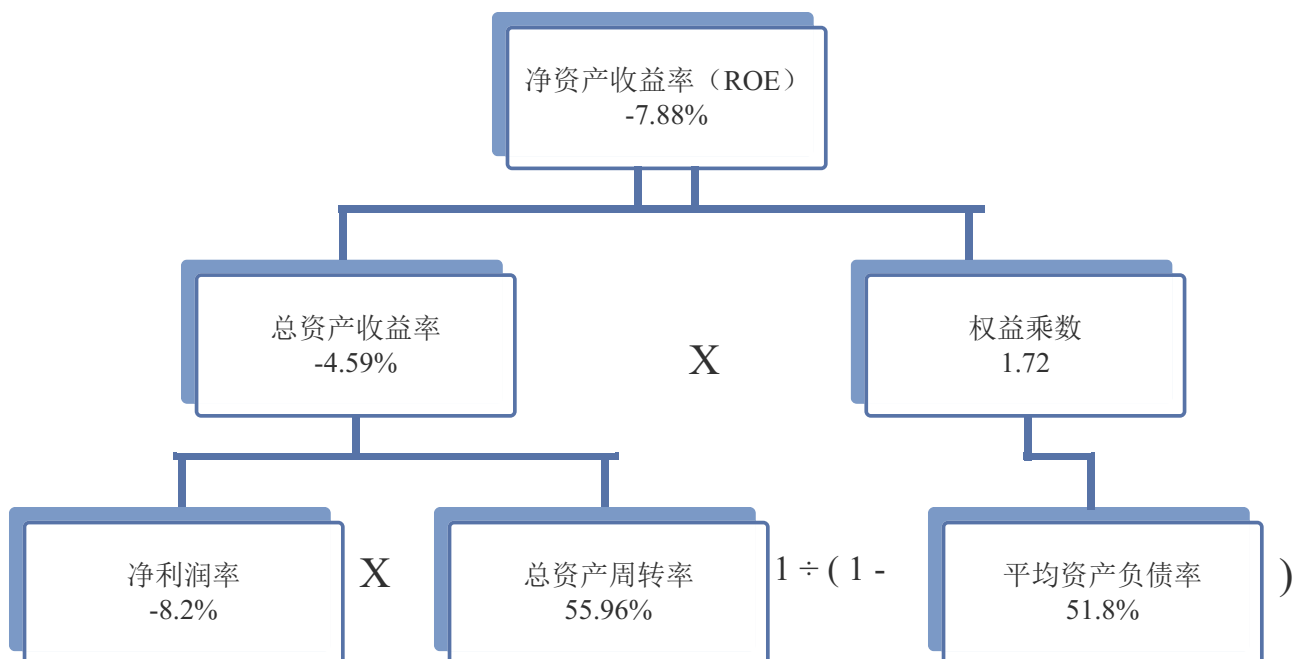 净资产收益率（ROE）
-7.88%
总资产收益率
-4.59%
X
权益乘数
1.72
净利润率
-8.2%
X
总资产周转率
55.96%
1 ÷ ( 1 -
平均资产负债率
51.8%
)